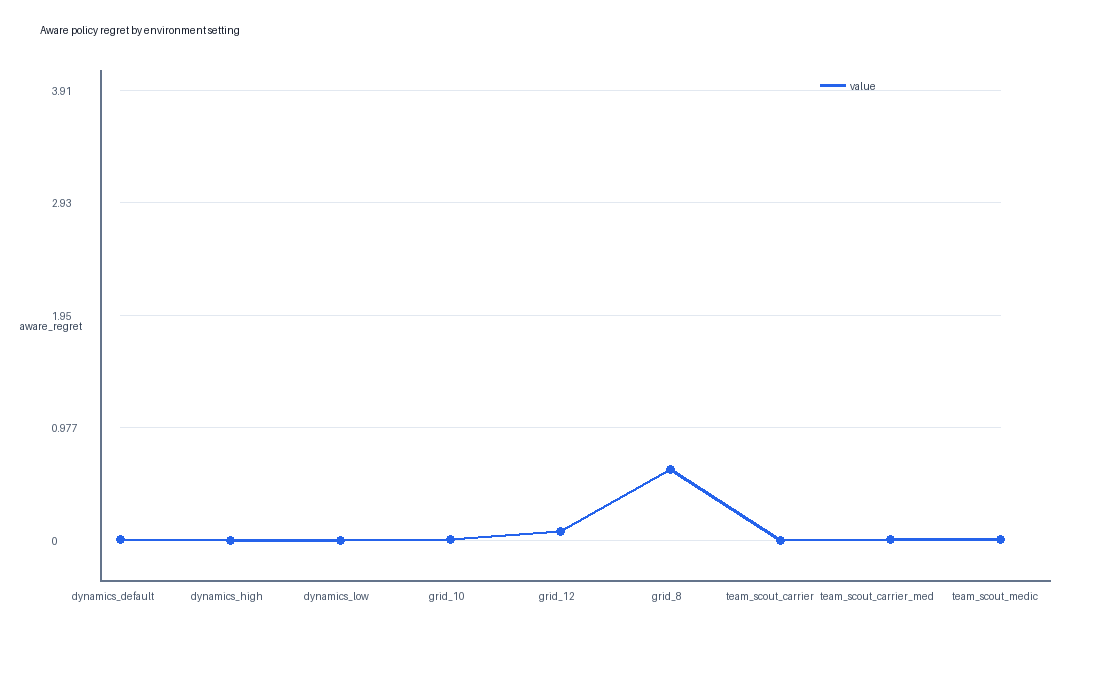 Aware policy regret by environment setting
3.91
value
2.93
1.95
aware_regret
0.977
0
dynamics_default dynamics_high dynamics_low grid_10 grid_12 grid_8 team_scout_carrier team_scout_carrier_med team_scout_medic